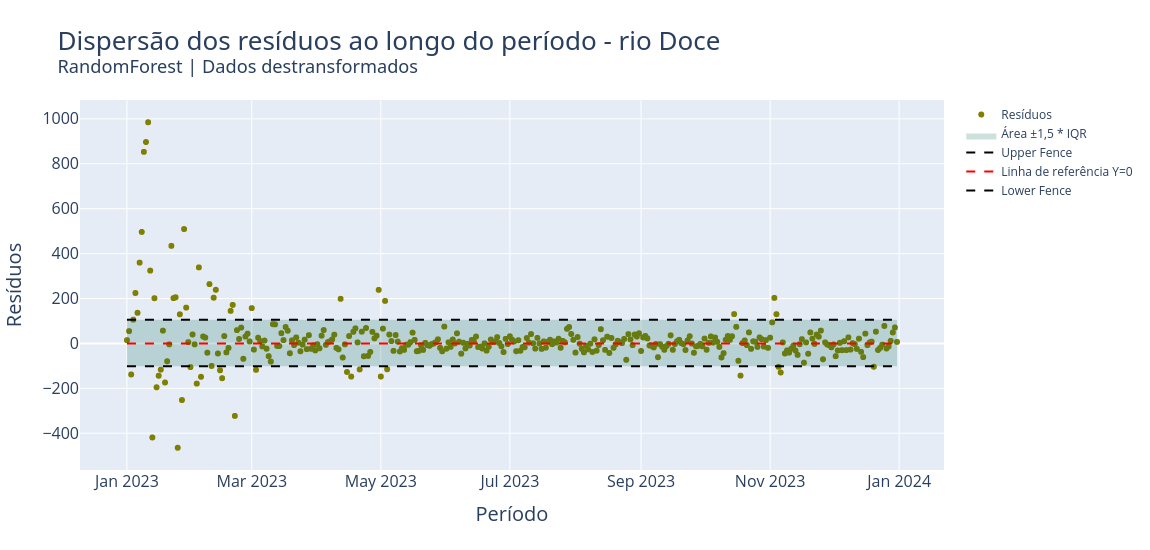 Dispersão dos resíduos ao longo do período - rio Doce
RandomForest | Dados destransformados
Resíduos
1000
800
600
400
200
0
−200
−400
Jan 2023
Mar 2023
May 2023
Jul 2023
Sep 2023
Nov 2023
Jan 2024
Período
Resíduos
Área ±1,5 * IQR
Upper Fence
Linha de referência Y=0
Lower Fence